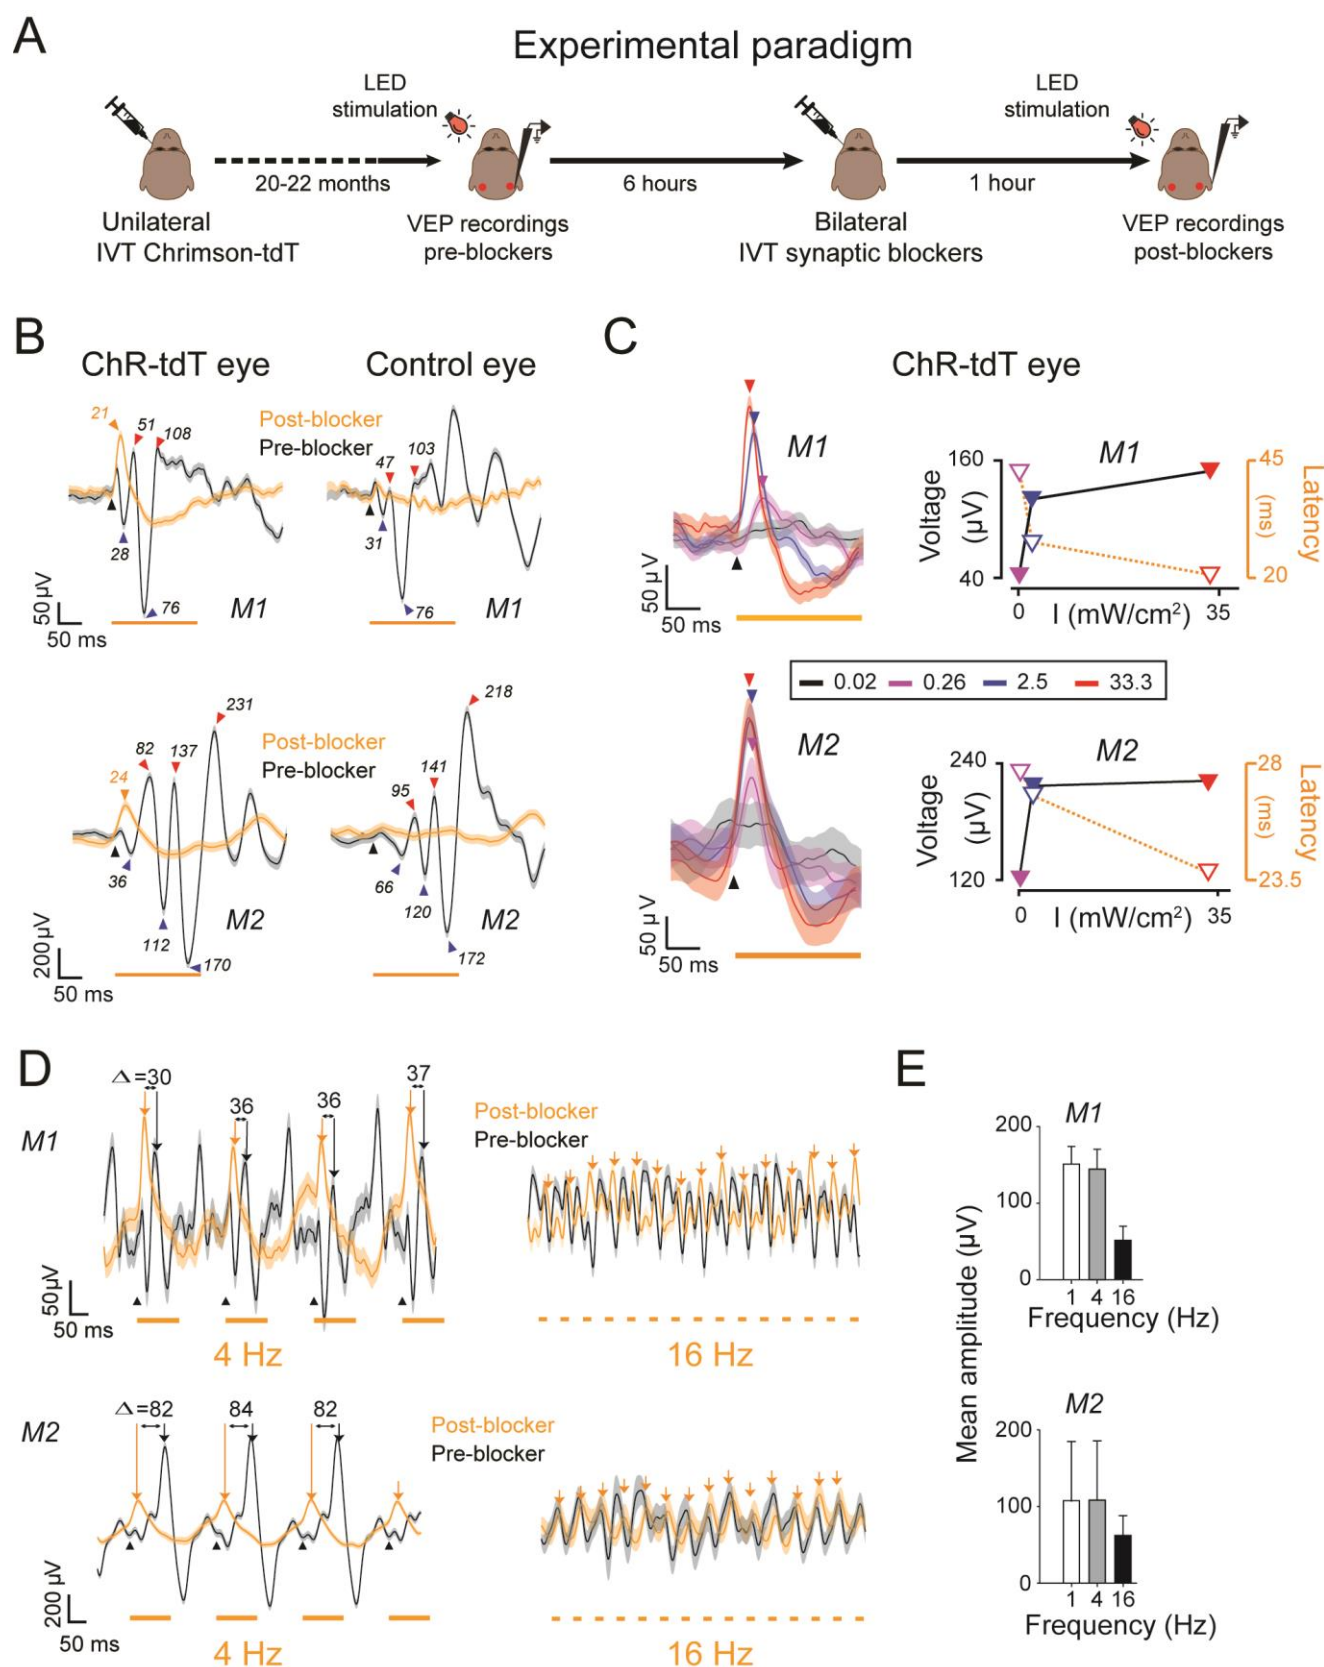 A
Experimental paradigm
LED
stimulation
LED
stimulation
20-22 months
6 hours
1 hour
Unilateral
IVT Chrimson-tdT
VEP recordings
pre-blockers
Bilateral
IVT synaptic blockers
VEP recordings
post-blockers
B
ChR-tdT eye
Control eye
21
51
108
Post-blocker
Pre-blocker
47
103
28
76
31
76
M1
M1
50 µV
50 ms
231
82
137
24
Post-blocker
Pre-blocker
218
95
141
36
112
170
M2
66
120
172
M2
200 µV
50 ms
C
ChR-tdT eye
M1
50 µV
50 ms
M1
160
40
Voltage
(µV)
45
20
Latency
(ms)
0
I (mW/cm²)
35
0.02
0.26
2.5
33.3
M2
50 µV
50 ms
M2
240
120
Voltage
(µV)
28
23.5
Latency
(ms)
0
I (mW/cm²)
35
D
M1
Δ=30
36
36
37
Post-blocker
Pre-blocker
50µV
50 ms
4 Hz
16 Hz
M2
Δ=82
84
82
Post-blocker
Pre-blocker
200 µV
50 ms
4 Hz
16 Hz
E
M1
200
100
0
1
4
16
Frequency (Hz)
Mean amplitude (µV)
M2
200
100
0
1
4
16
Frequency (Hz)